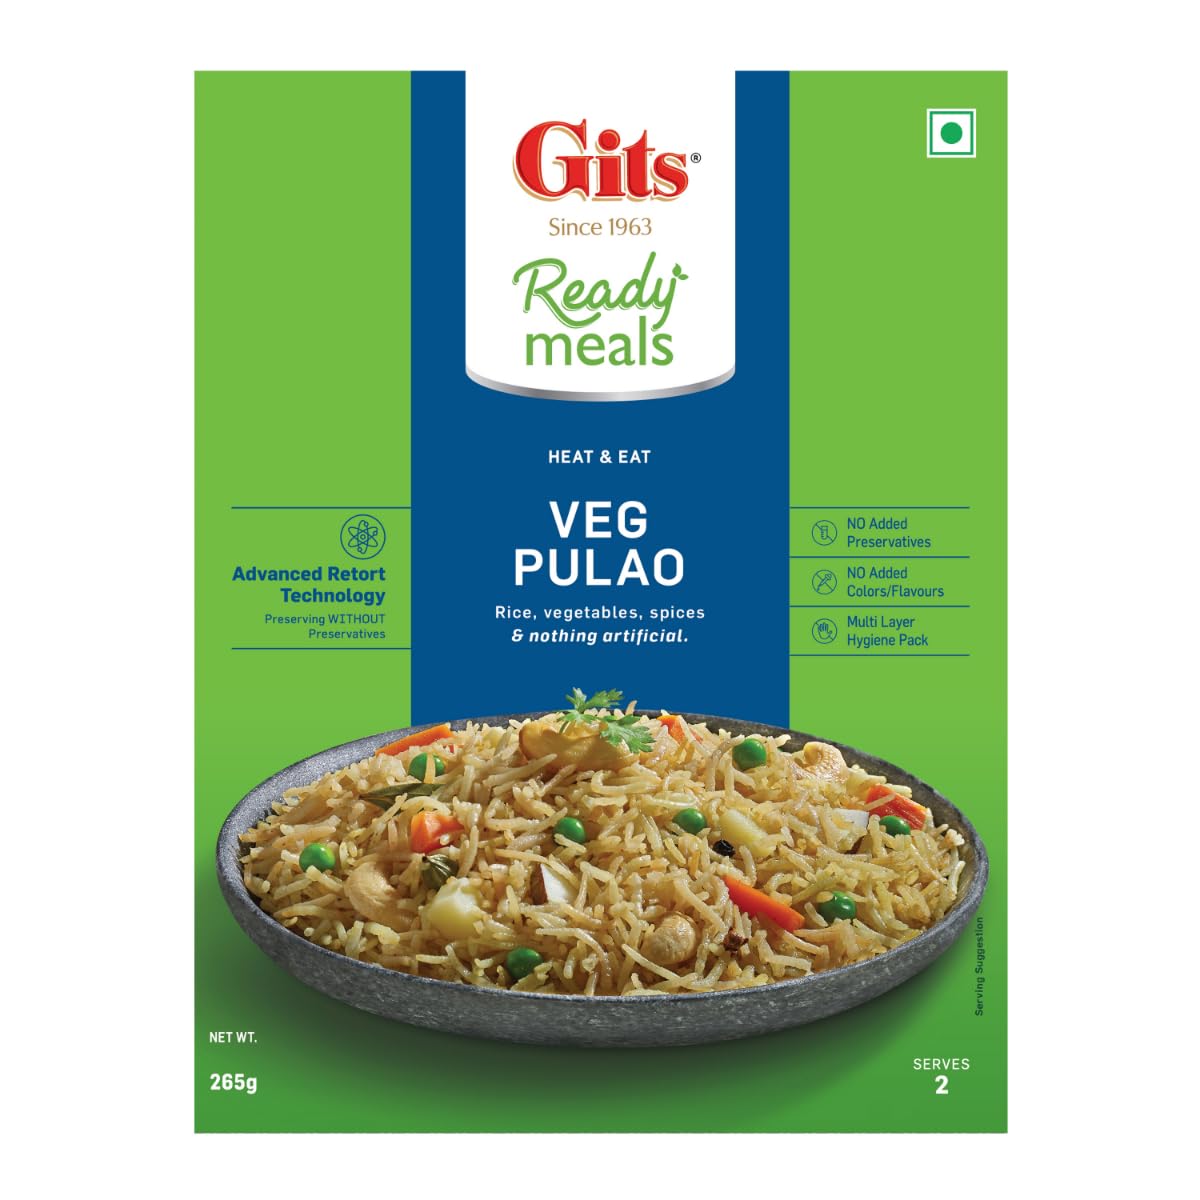 Gits®
Since 1963
Ready
meals
HEAT & EAT
VEG
PULAO
Rice, vegetables, spices
& nothing artificial.
Advanced Retort
Technology
Preserving WITHOUT
Preservatives
NO Added
Preservatives
NO Added
Colors/Flavours
Multi Layer
Hygiene Pack
Serving Suggestion
NET WT.
265g
SERVES
2